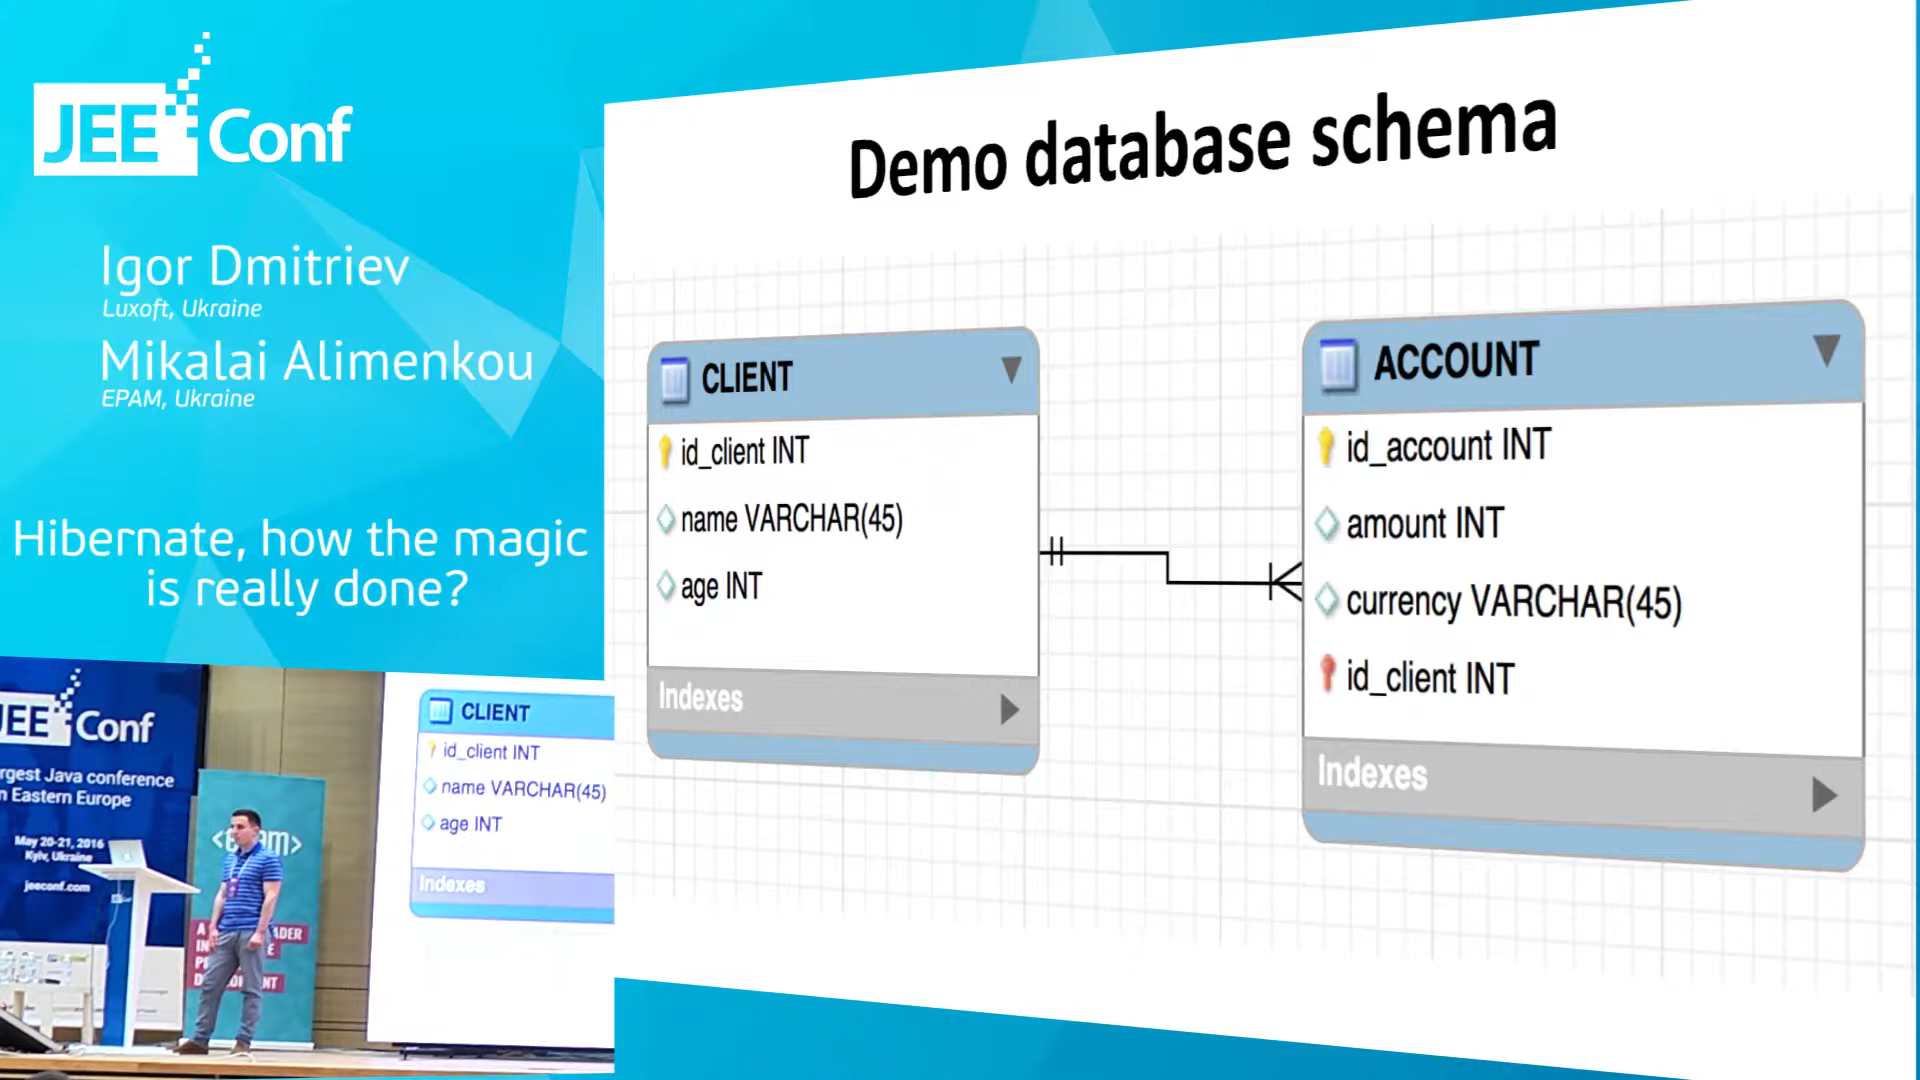 JEE Conf
Igor Dmitriev
Luxoft, Ukraine
Mikalai Alimenkou
EPAM, Ukraine
Hibernate, how the magic
is really done?
Demo database schema
CLIENT
id_client INT
name VARCHAR(45)
age INT
Indexes
ACCOUNT
id_account INT
amount INT
currency VARCHAR(45)
id_client INT
Indexes
JEE Conf
rgest Java conference
n Eastern Europe
May 20-21, 2016
Kyiv, Ukraine
jeeconf.com
CLIENT
id_client INT
name VARCHAR(45)
age INT
Indexes